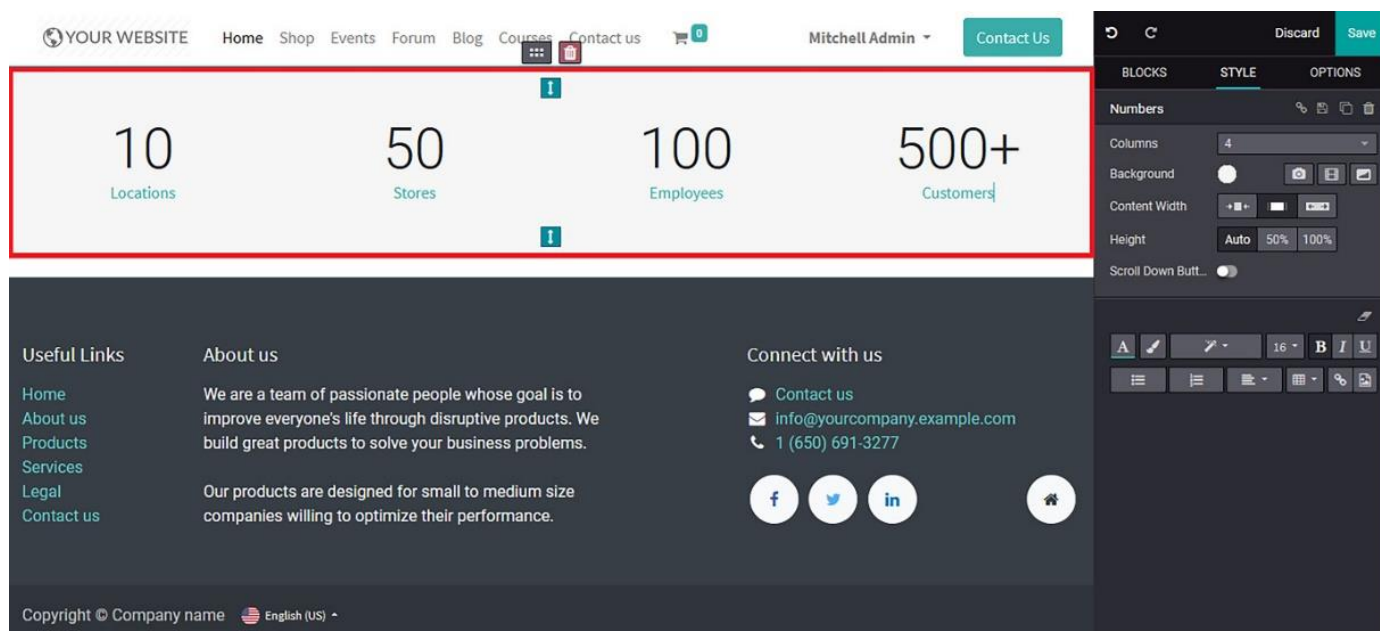 YOUR WEBSITE Home Shop Events Forum Blog Courses Contact us 0 Mitchell Admin Contact Us
Discard Save
BLOCKS STYLE OPTIONS
10 50 100 500+
Locations Stores Employees Customers
Numbers
Columns 4
Background
Content Width
Height Auto 50% 100%
Scroll Down Butt...
A 16 B I U
Useful Links
Home
About us
Products
Services
Legal
Contact us
About us
We are a team of passionate people whose goal is to
improve everyone's life through disruptive products. We
build great products to solve your business problems.
Our products are designed for small to medium size
companies willing to optimize their performance.
Connect with us
Contact us
info@yourcompany.example.com
1 (650) 691-3277
f in
Copyright © Company name English (US)